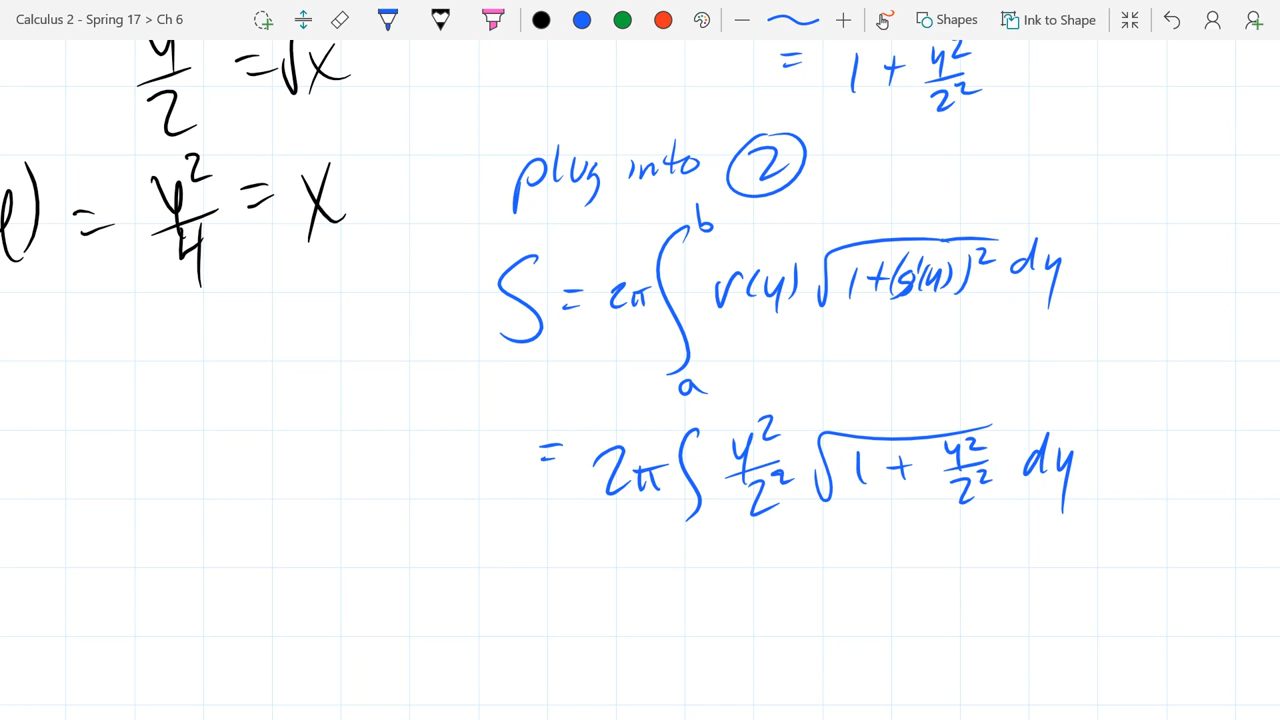 Calculus 2 - Spring 17 > Ch 6
Shapes
Ink to Shape
y/2 = √x
) = y²/4 = x
= 1 + y²/2²
plug into ②
S = 2π ∫_a^b r(y) √(1+(g'(y))²) dy
= 2π ∫ y²/2² √(1 + y²/2²) dy